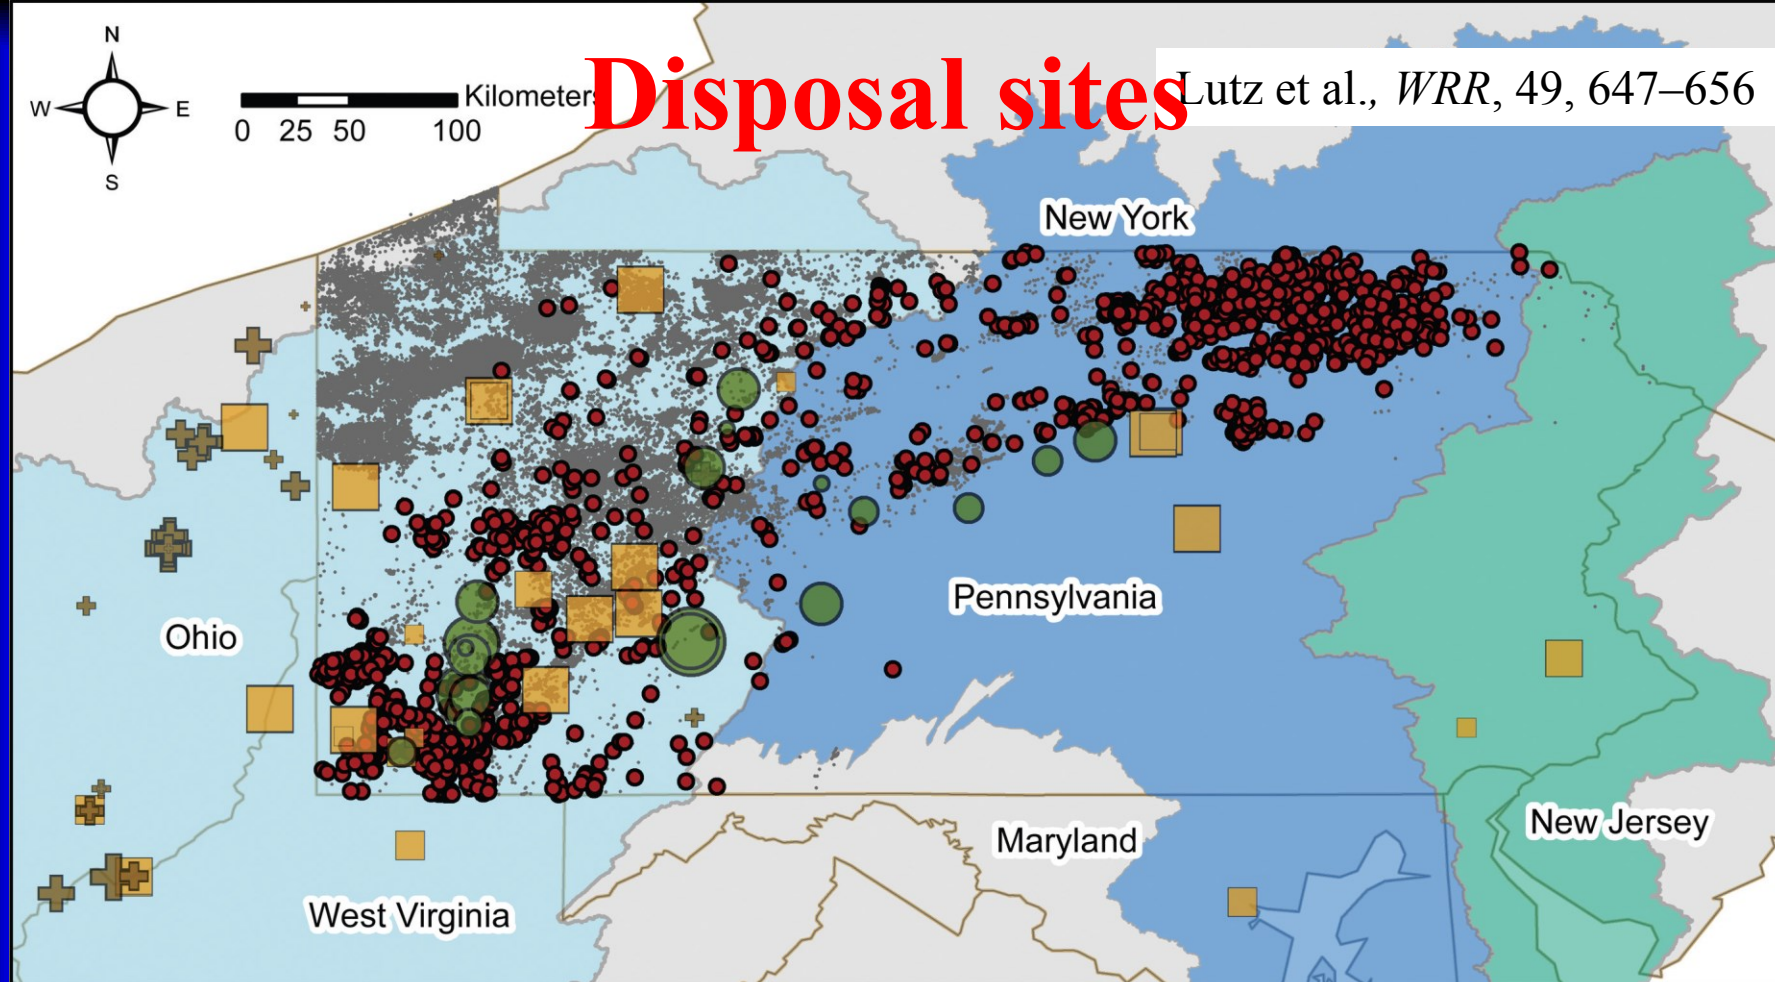 N
W E
S
Kilometers
0 25 50 100
Disposal sites
Lutz et al., WRR, 49, 647–656
New York
Pennsylvania
Ohio
Maryland
New Jersey
West Virginia